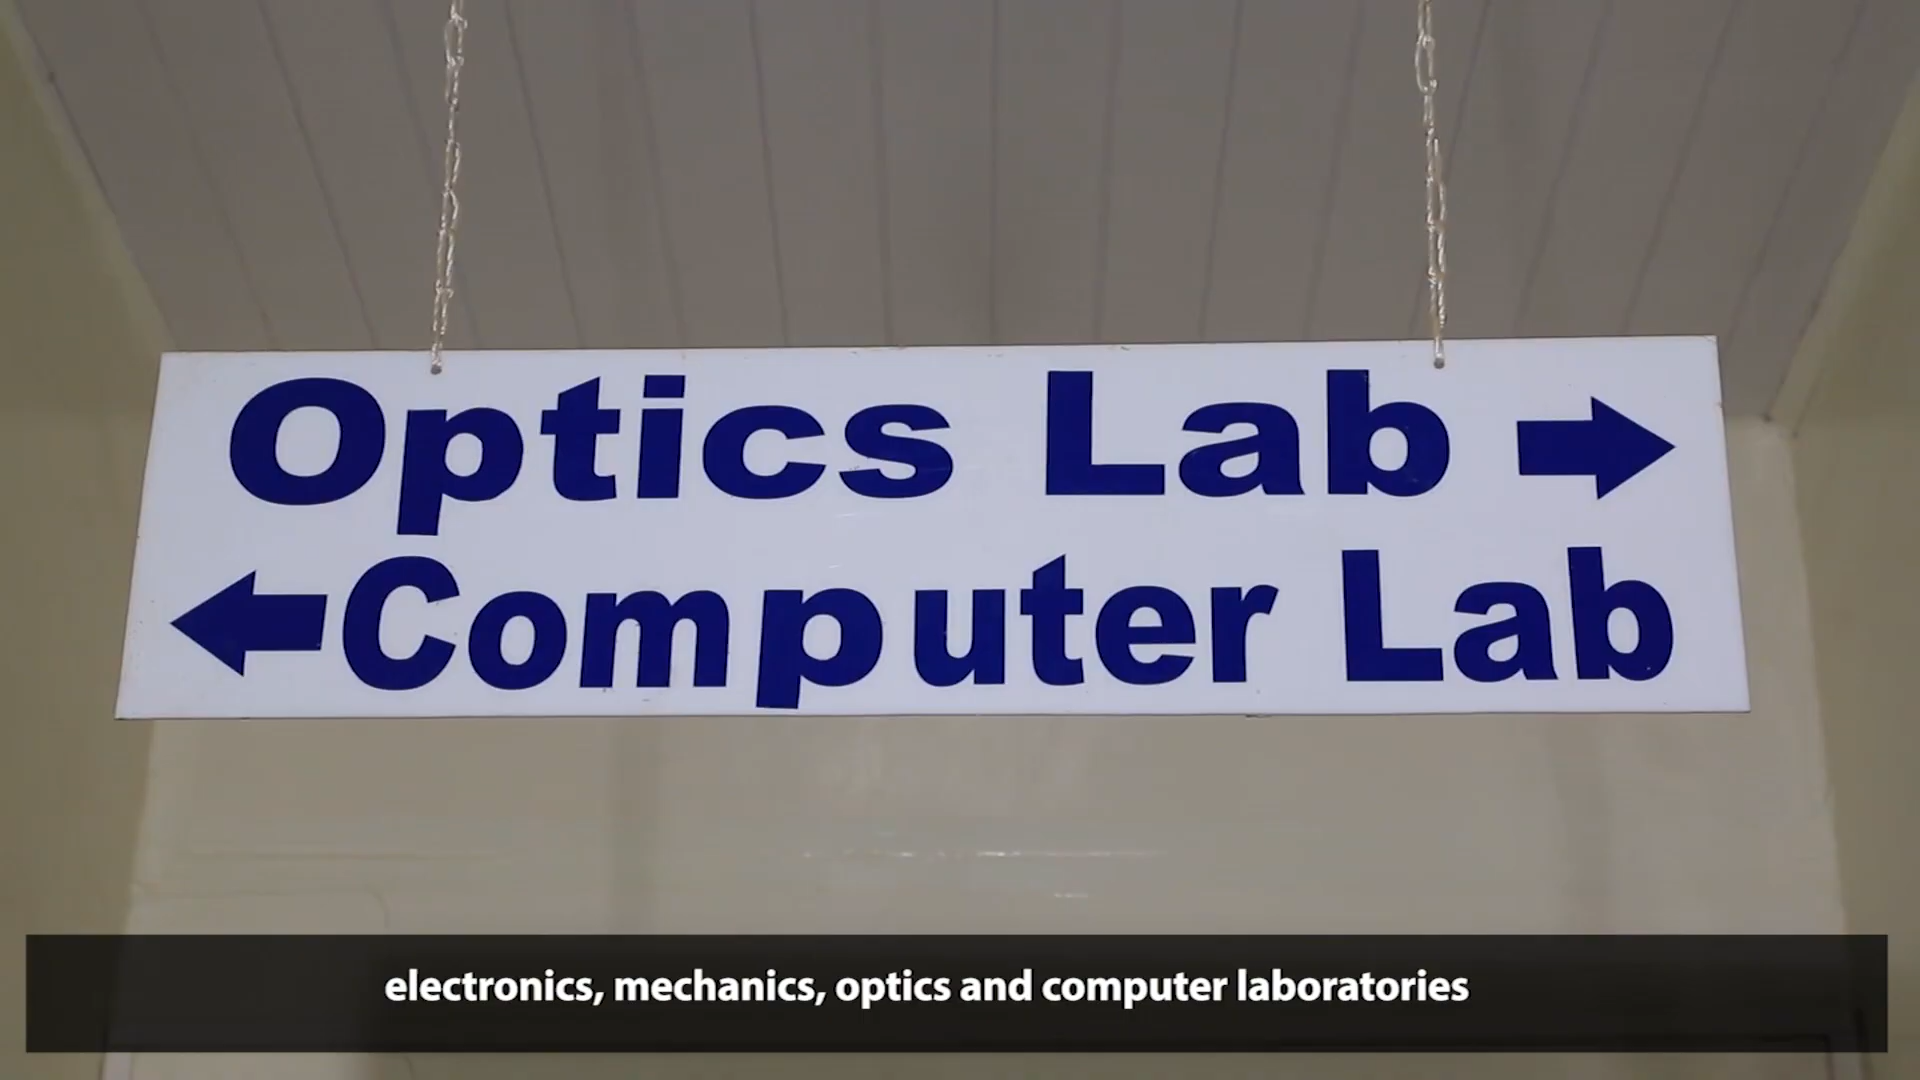 Optics Lab
Computer Lab
electronics, mechanics, optics and computer laboratories